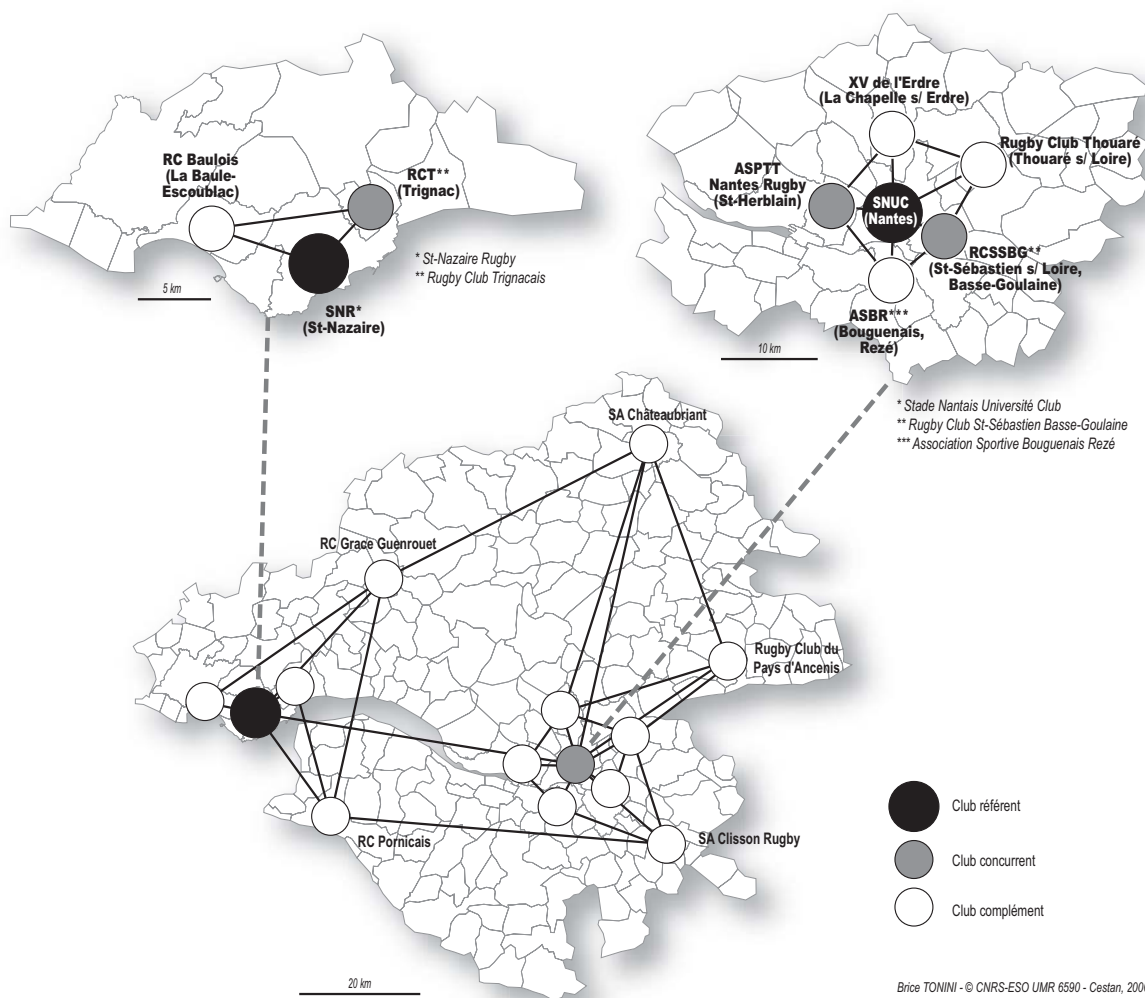 RC Baulois
(La Baule-
Escoublac)
RCT**
(Trignac)
* St-Nazaire Rugby
** Rugby Club Trignacais
5 km
SNR*
(St-Nazaire)
XV de l'Erdre
(La Chapelle s/ Erdre)
Rugby Club Thouaré
(Thouaré s/ Loire)
ASPTT
Nantes Rugby
(St-Herblain)
SNUC
(Nantes)
RCSSBG**
(St-Sébastien s/ Loire,
Basse-Goulaine)
ASBR***
(Bouguenais,
Rezé)
10 km
* Stade Nantais Université Club
** Rugby Club St-Sébastien Basse-Goulaine
*** Association Sportive Bouguenais Rezé
SA Châteaubriant
RC Grace Guenrouet
Rugby Club du
Pays d'Ancenis
RC Pornicais
SA Clisson Rugby
Club référent
Club concurrent
Club complément
20 km
Brice TONINI - © CNRS-ESO UMR 6590 - Cestan,